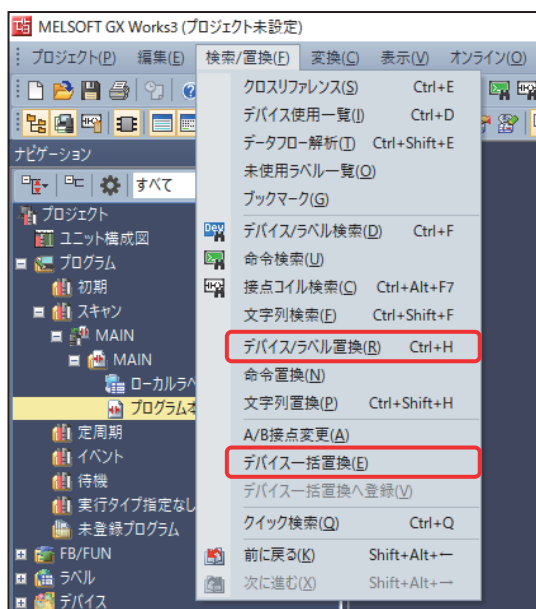 MELSOFT GX Works3 (プロジェクト未設定)
プロジェクト(P) 編集(E) 検索/置換(F) 変換(C) 表示(V) オンライン(O)
ナビゲーション
すべて
プロジェクト
ユニット構成図
プログラム
初期
スキャン
MAIN
MAIN
ローカルラベ
プログラム本
定周期
イベント
待機
実行タイプ指定なし
未登録プログラム
FB/FUN
ラベル
デバイス
クロスリファレンス(S) Ctrl+E
デバイス使用一覧(I) Ctrl+D
データフロー解析(T) Ctrl+Shift+E
未使用ラベル一覧(O)
ブックマーク(G)
Dev デバイス/ラベル検索(D) Ctrl+F
命令検索(U)
接点コイル検索(C) Ctrl+Alt+F7
文字列検索(F) Ctrl+Shift+F
デバイス/ラベル置換(R) Ctrl+H
命令置換(N)
文字列置換(P) Ctrl+Shift+H
A/B接点変更(A)
デバイス一括置換(E)
デバイス一括置換へ登録(V)
クイック検索(Q) Ctrl+Q
前に戻る(K) Shift+Alt+←
次に進む(X) Shift+Alt+→